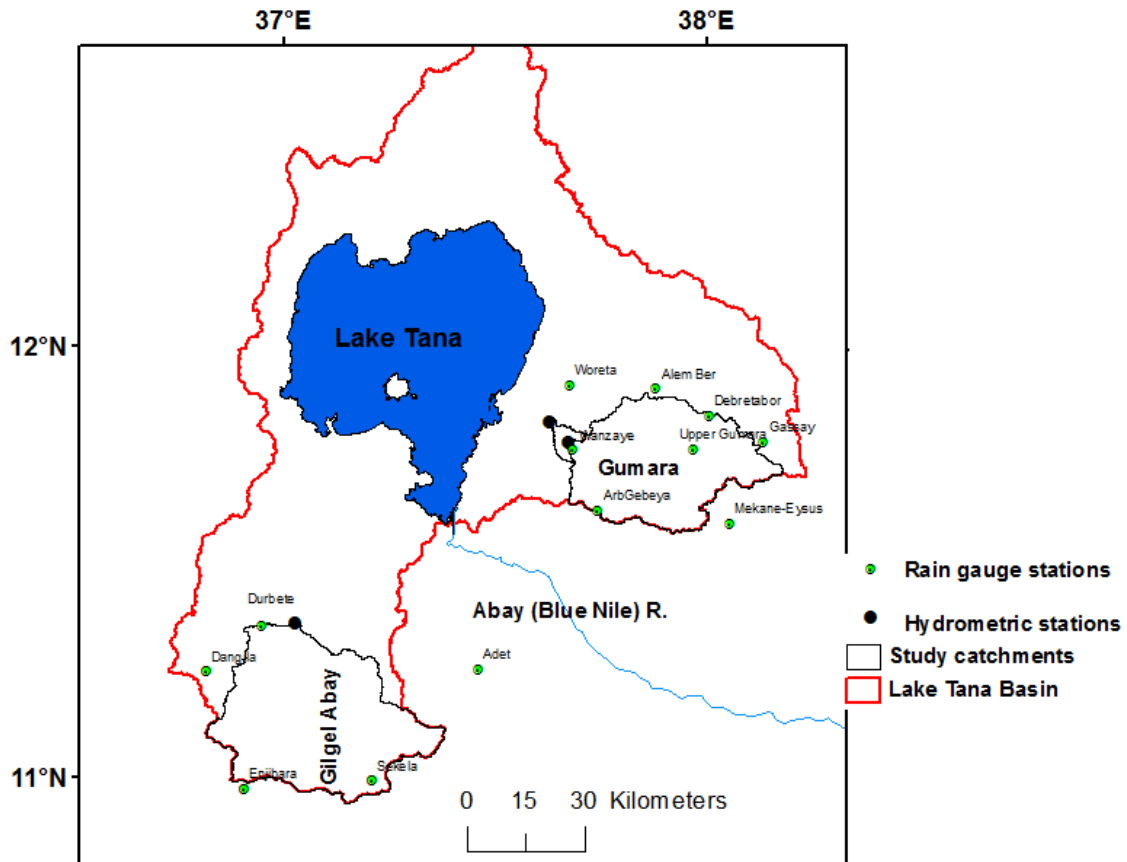 37°E
38°E
12°N
11°N
Lake Tana
Woreta
Alem Ber
Debretabor
Gassay
Wanzaye
Upper Gumara
Gumara
ArbGebeya
Mekane-Eysus
Abay (Blue Nile) R.
Durbete
Dangila
Adet
Gilgel Abay
Enjibara
Sekela
0 15 30 Kilometers
Rain gauge stations
Hydrometric stations
Study catchments
Lake Tana Basin